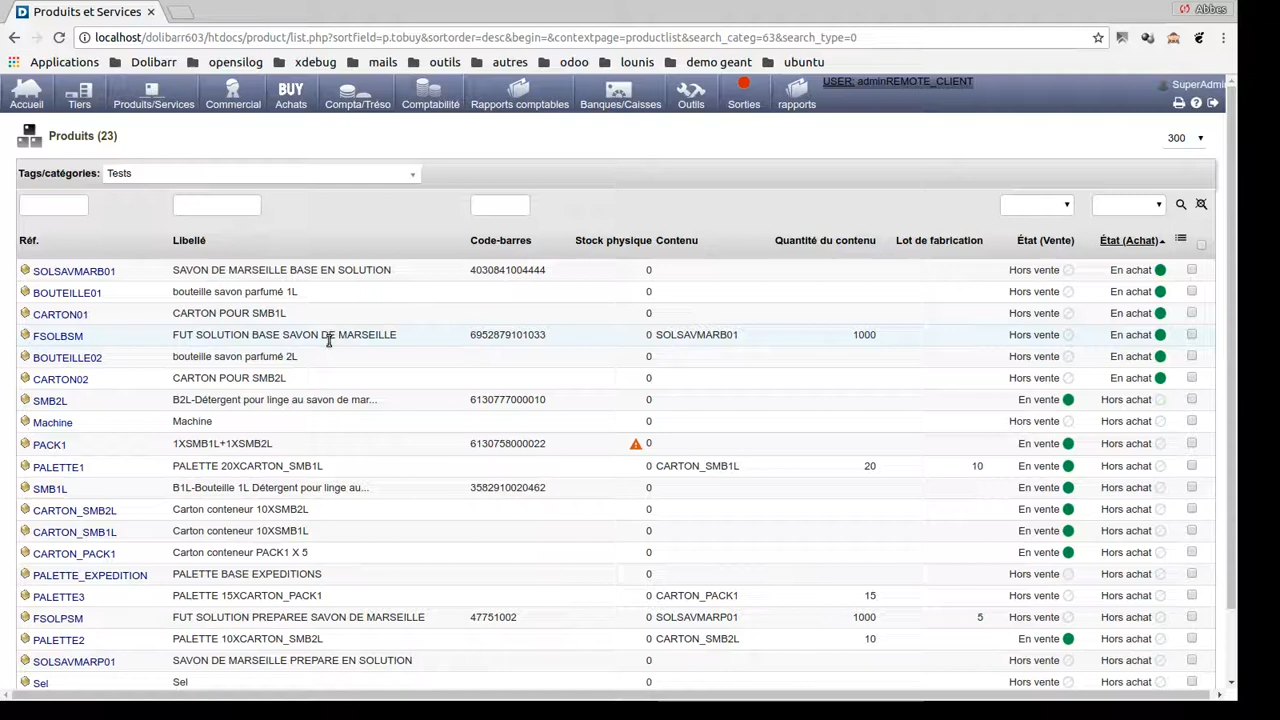 Produits et Services
Abbes
localhost/dolibarr603/htdocs/product/list.php?sortfield=p.tobuy&sortorder=desc&begin=&contextpage=productlist&search_categ=63&search_type=0
Applications Dolibarr opensilog xdebug mails outils autres odoo lounis demo geant ubuntu
USER: adminREMOTE_CLIENT SuperAdmi
BUY
Accueil Tiers Produits/Services Commercial Achats Compta/Tréso Comptabilité Rapports comptables Banques/Caisses Outils Sorties rapports
Produits (23) 300
Tags/catégories: Tests
Réf. Libellé Code-barres Stock physique Contenu Quantité du contenu Lot de fabrication État (Vente) État (Achat)
SOLSAVMARB01 SAVON DE MARSEILLE BASE EN SOLUTION 4030841004444 0 Hors vente En achat
BOUTEILLE01 bouteille savon parfumé 1L 0 Hors vente En achat
CARTON01 CARTON POUR SMB1L 0 Hors vente En achat
FSOLBSM FUT SOLUTION BASE SAVON DE MARSEILLE 6952879101033 0 SOLSAVMARB01 1000 Hors vente En achat
BOUTEILLE02 bouteille savon parfumé 2L 0 Hors vente En achat
CARTON02 CARTON POUR SMB2L 0 Hors vente En achat
SMB2L B2L-Détergent pour linge au savon de mar... 6130777000010 0 En vente Hors achat
Machine Machine 0 Hors vente Hors achat
PACK1 1XSMB1L+1XSMB2L 6130758000022 0 En vente Hors achat
PALETTE1 PALETTE 20XCARTON_SMB1L 0 CARTON_SMB1L 20 10 En vente Hors achat
SMB1L B1L-Bouteille 1L Détergent pour linge au... 3582910020462 0 En vente Hors achat
CARTON_SMB2L Carton conteneur 10XSMB2L 0 En vente Hors achat
CARTON_SMB1L Carton conteneur 10XSMB1L 0 En vente Hors achat
CARTON_PACK1 Carton conteneur PACK1 X 5 0 En vente Hors achat
PALETTE_EXPEDITION PALETTE BASE EXPEDITIONS 0 Hors vente Hors achat
PALETTE3 PALETTE 15XCARTON_PACK1 0 CARTON_PACK1 15 Hors vente Hors achat
FSOLPSM FUT SOLUTION PREPAREE SAVON DE MARSEILLE 47751002 0 SOLSAVMARP01 1000 5 Hors vente Hors achat
PALETTE2 PALETTE 10XCARTON_SMB2L 0 CARTON_SMB2L 10 En vente Hors achat
SOLSAVMARP01 SAVON DE MARSEILLE PREPARE EN SOLUTION 0 Hors vente Hors achat
Sel Sel 0 Hors vente Hors achat